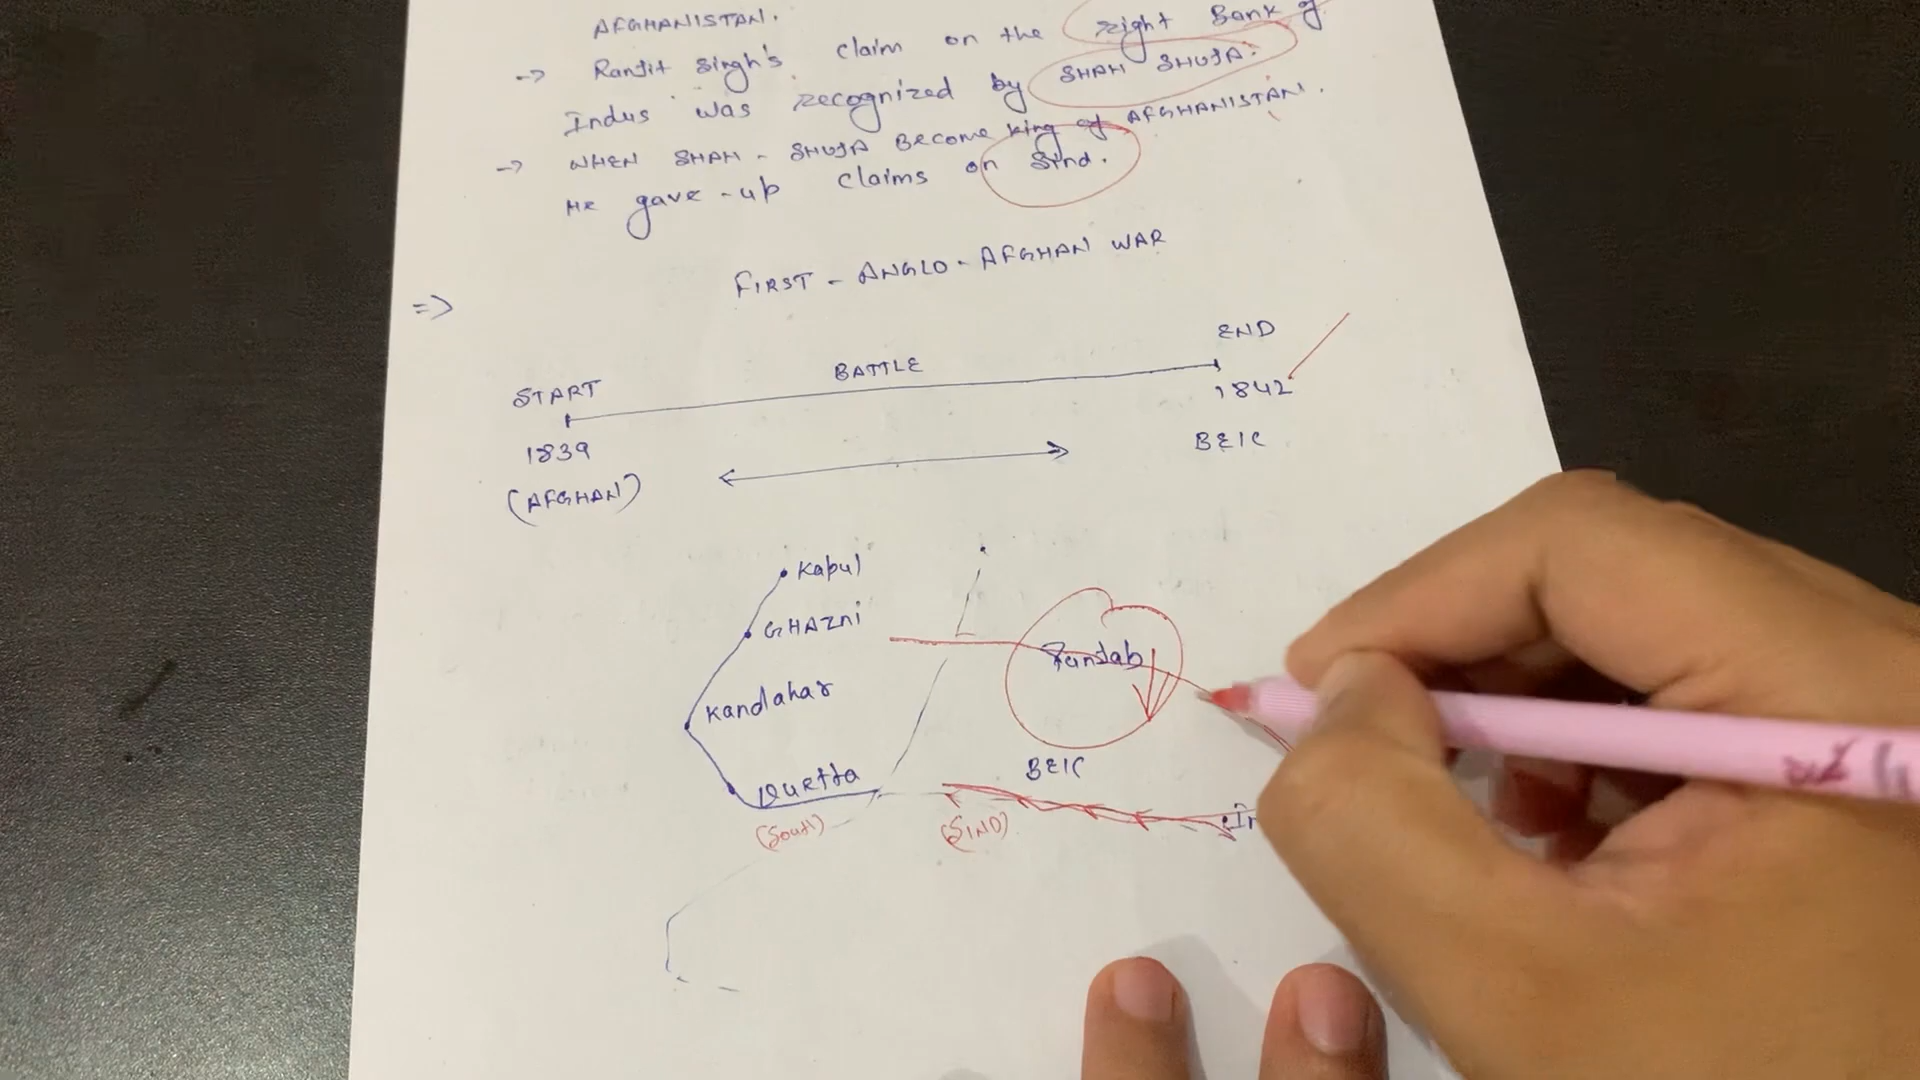 AFGHANISTAN.
-> Ranjit Singh's claim on the right Bank of
Indus was recognized by SHAH SHUJA.
-> WHEN SHAH - SHUJA BECOME king of AFGHANISTAN.
HE gave-up claims on Sind.
=> FIRST - ANGLO - AFGHAN WAR
START BATTLE END
1839 1842
(AFGHAN) BEIC
Kabul
GHAZni
Punjab
Kandahar
Quetta BEIC
(South) (SIND)